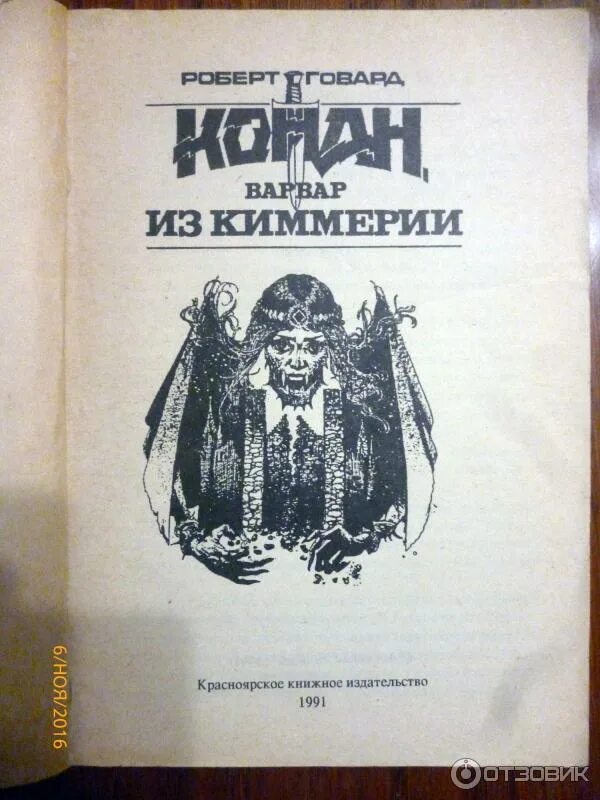 РОБЕРТ ГОВАРД
КОНАН,
ВАРВАР
ИЗ КИММЕРИИ
Красноярское книжное издательство
1991
6/НОЯ/2016
ОТЗОВИК